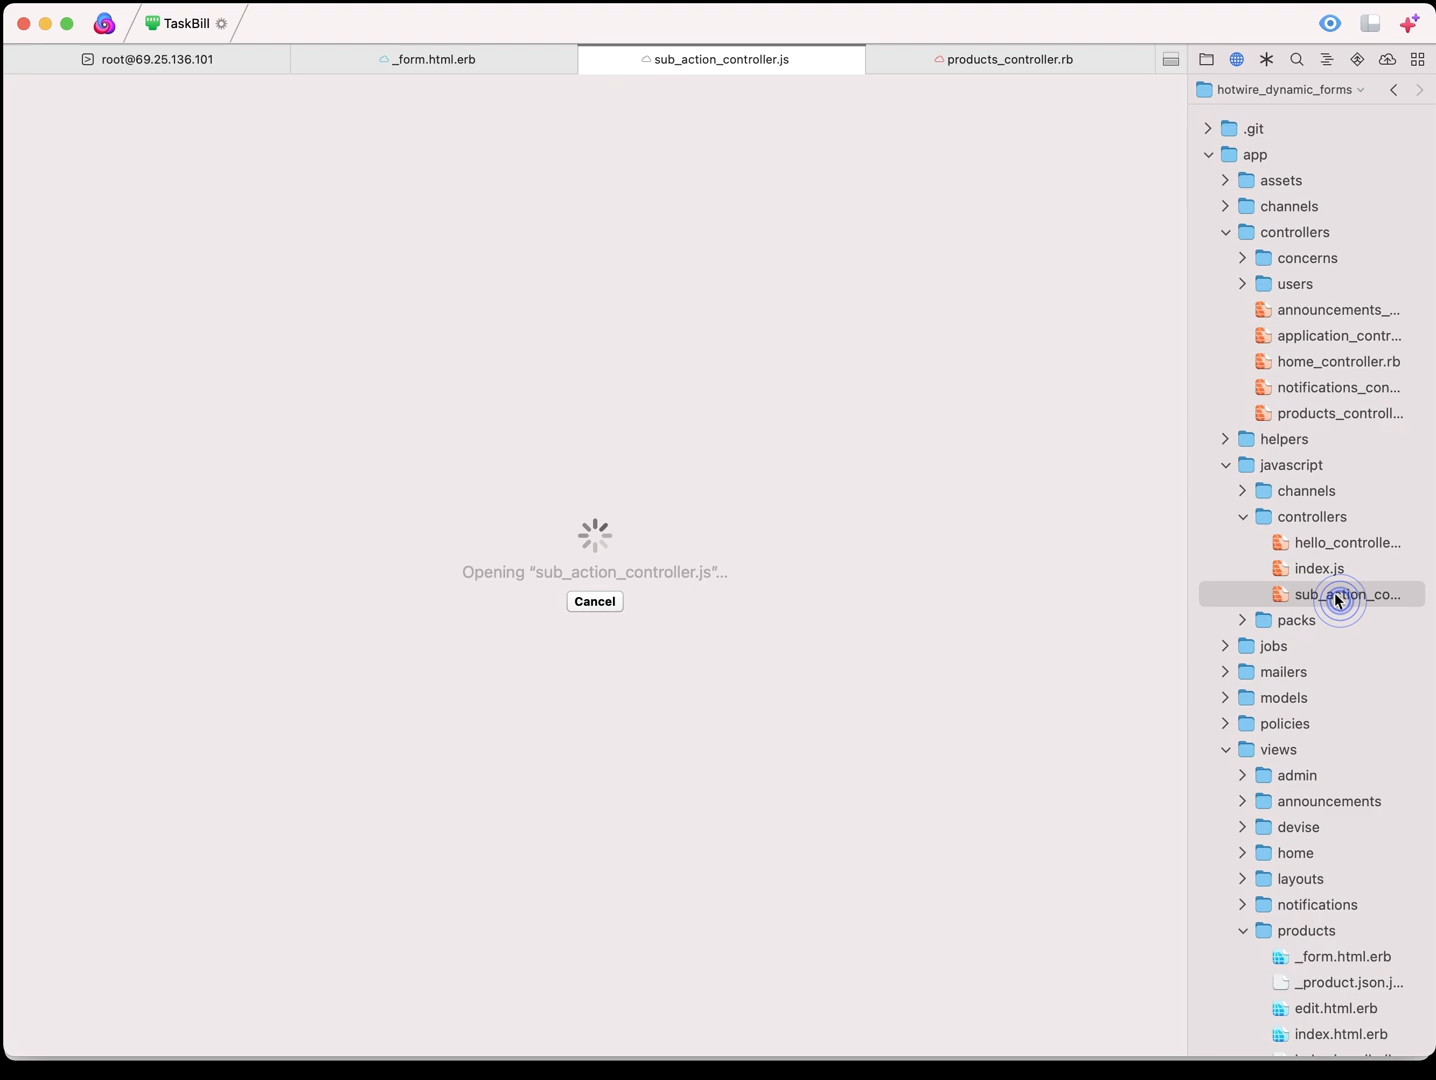 TaskBill
root@69.25.136.101
_form.html.erb
sub_action_controller.js
products_controller.rb
hotwire_dynamic_forms
.git
app
assets
channels
controllers
concerns
users
announcements_...
application_contr...
home_controller.rb
notifications_con...
products_controll...
helpers
javascript
channels
controllers
hello_controlle...
index.js
sub_action_co...
packs
jobs
mailers
models
policies
views
admin
announcements
devise
home
layouts
notifications
products
_form.html.erb
_product.json.j...
edit.html.erb
index.html.erb
Opening “sub_action_controller.js”...
Cancel